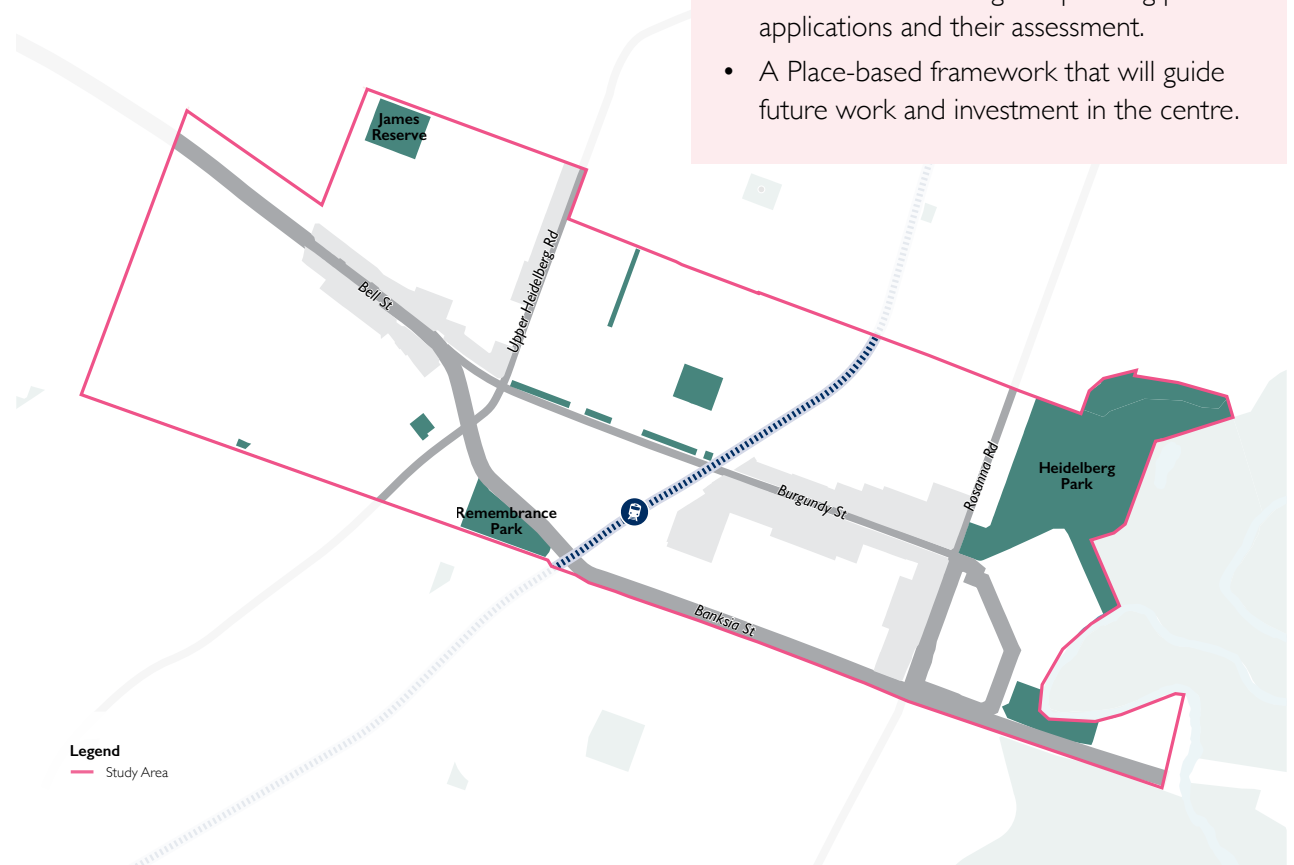 applications and their assessment.
• A Place-based framework that will guide
future work and investment in the centre.
James
Reserve
Upper Heidelberg Rd
Bell St
Rosanna Rd
Heidelberg
Park
Burgundy St
Remembrance
Park
Banksia St
Legend
Study Area